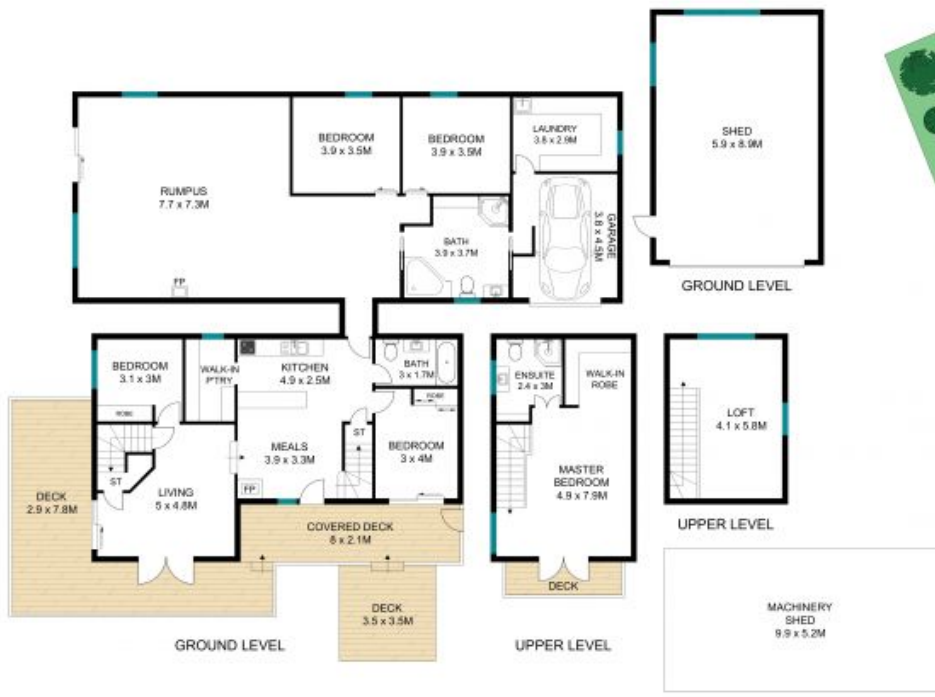 BEDROOM
3.9 x 3.5M
BEDROOM
3.9 x 3.5M
LAUNDRY
3.8 x 2.9M
SHED
5.9 x 8.9M
RUMPUS
7.7 x 7.3M
GARAGE
3.8 x 4.5M
BATH
3.9 x 3.7M
FP
GROUND LEVEL
BEDROOM
3.1 x 3M
ROBE
WALK-IN
P'TRY
KITCHEN
4.9 x 2.5M
BATH
3 x 1.7M
ROBE
ENSUITE
2.4 x 3M
WALK-IN
ROBE
LOFT
4.1 x 5.8M
ST
MEALS
3.9 x 3.3M
ST
BEDROOM
3 x 4M
FP
LIVING
5 x 4.8M
DECK
2.9 x 7.8M
MASTER
BEDROOM
4.9 x 7.9M
COVERED DECK
8 x 2.1M
UPPER LEVEL
DECK
DECK
3.5 x 3.5M
MACHINERY
SHED
9.9 x 5.2M
GROUND LEVEL
UPPER LEVEL